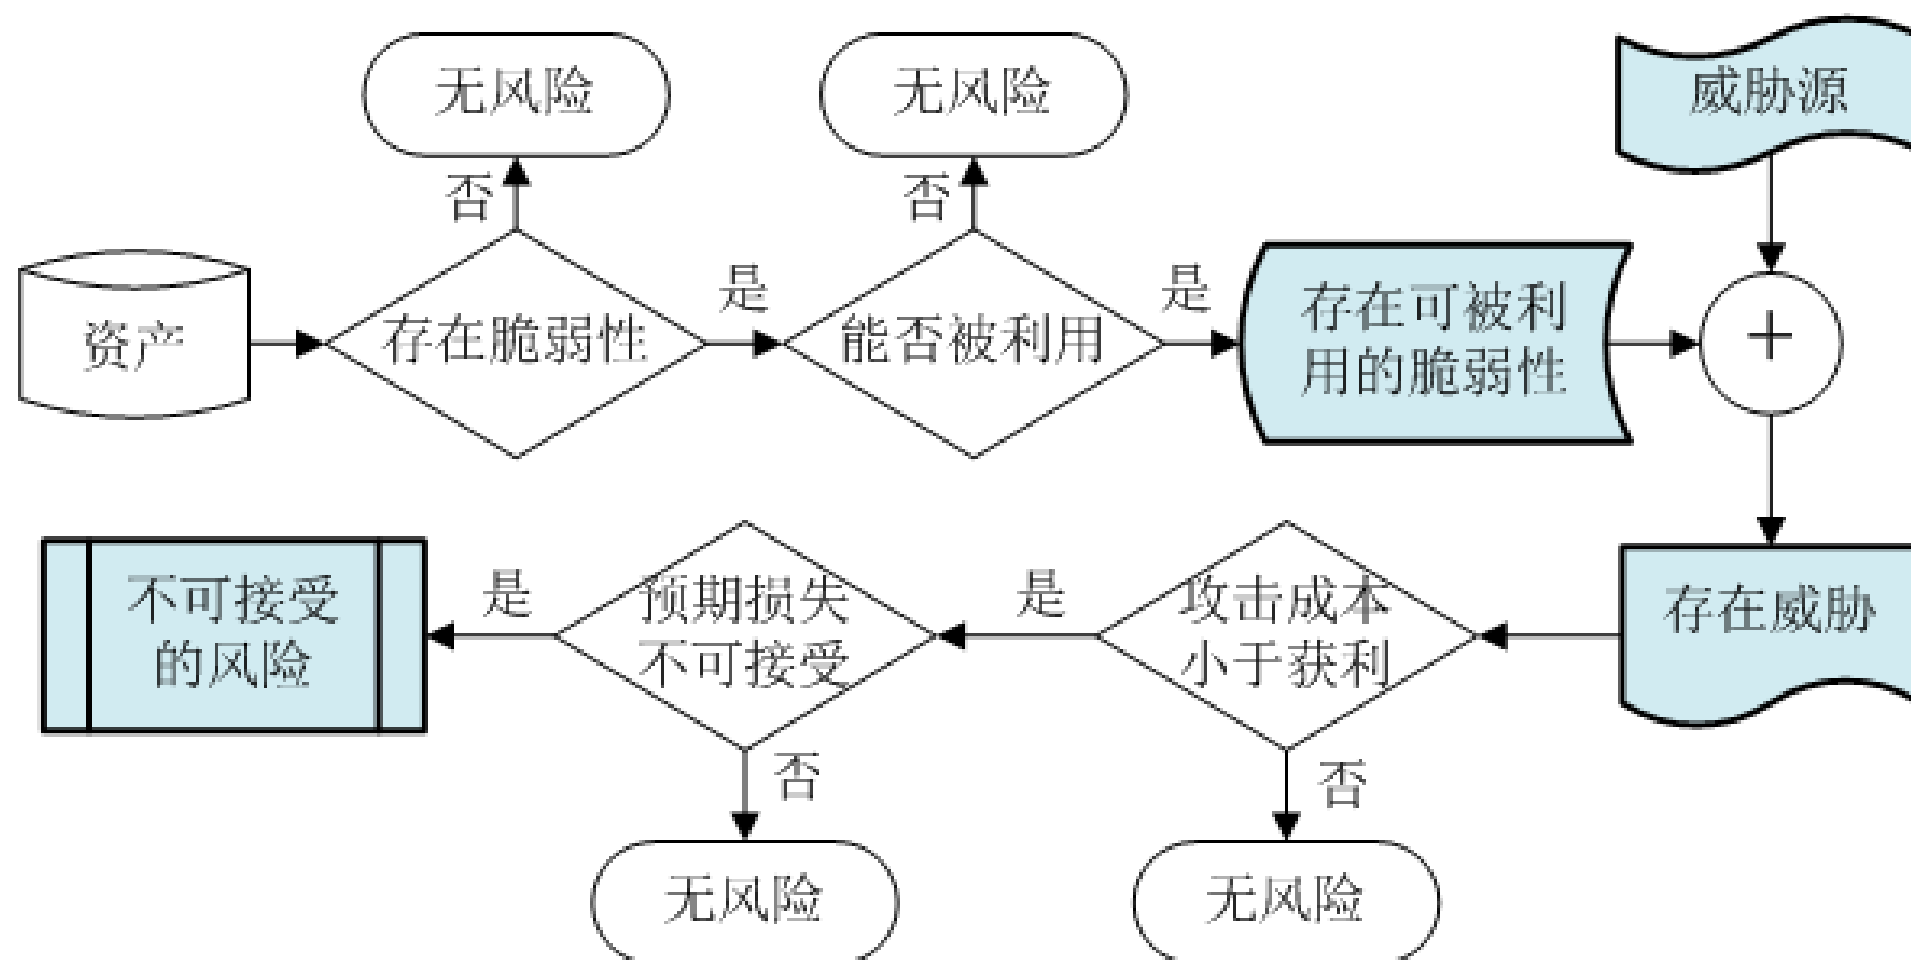 无风险
无风险
威胁源
否
否
资产
存在脆弱性
是
能否被利用
是
存在可被利
用的脆弱性
+
不可接受
的风险
是
预期损失
不可接受
是
攻击成本
小于获利
存在威胁
否
否
无风险
无风险